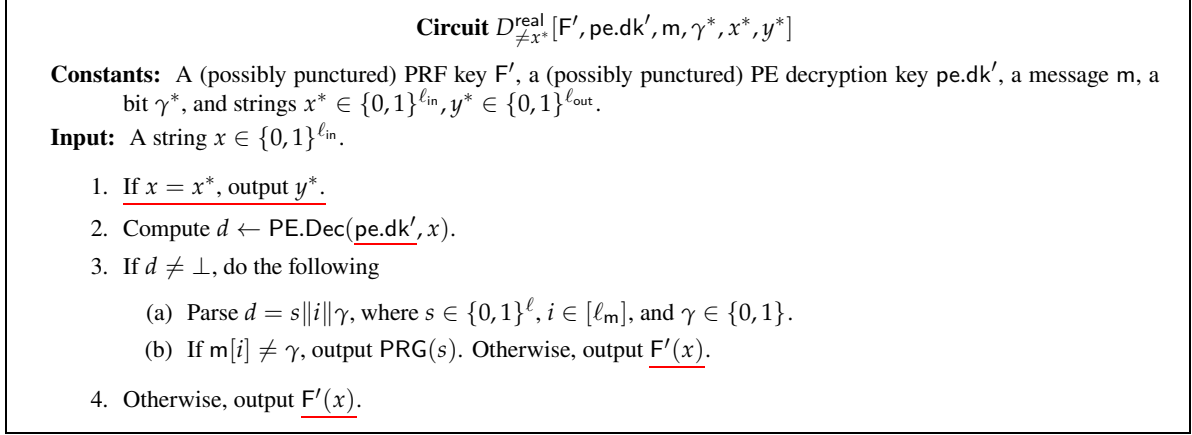 Circuit D^{real}_{≠x*}[F′, pe.dk′, m, γ*, x*, y*]
Constants: A (possibly punctured) PRF key F′, a (possibly punctured) PE decryption key pe.dk′, a message m, a
bit γ*, and strings x* ∈ {0, 1}^{ℓ_in}, y* ∈ {0, 1}^{ℓ_out}.
Input: A string x ∈ {0, 1}^{ℓ_in}.
1. If x = x*, output y*.
2. Compute d ← PE.Dec(pe.dk′, x).
3. If d ≠ ⊥, do the following
(a) Parse d = s∥i∥γ, where s ∈ {0, 1}^ℓ, i ∈ [ℓ_m], and γ ∈ {0, 1}.
(b) If m[i] ≠ γ, output PRG(s). Otherwise, output F′(x).
4. Otherwise, output F′(x).